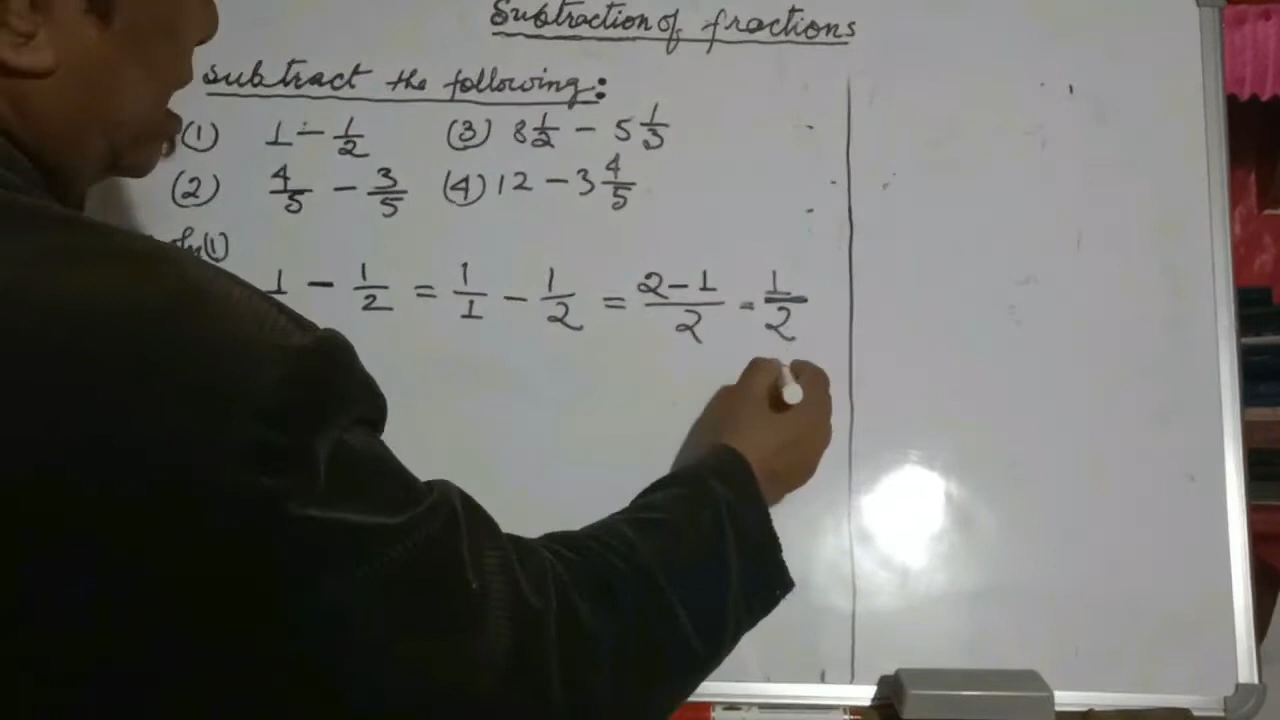 Subtraction of fractions
subtract the following:
(1) 1 - 1/2 (3) 8 1/2 - 5 1/3
(2) 4/5 - 3/5 (4) 12 - 3 4/5
(1)
1 - 1/2 = 1/1 - 1/2 = 2-1/2 = 1/2